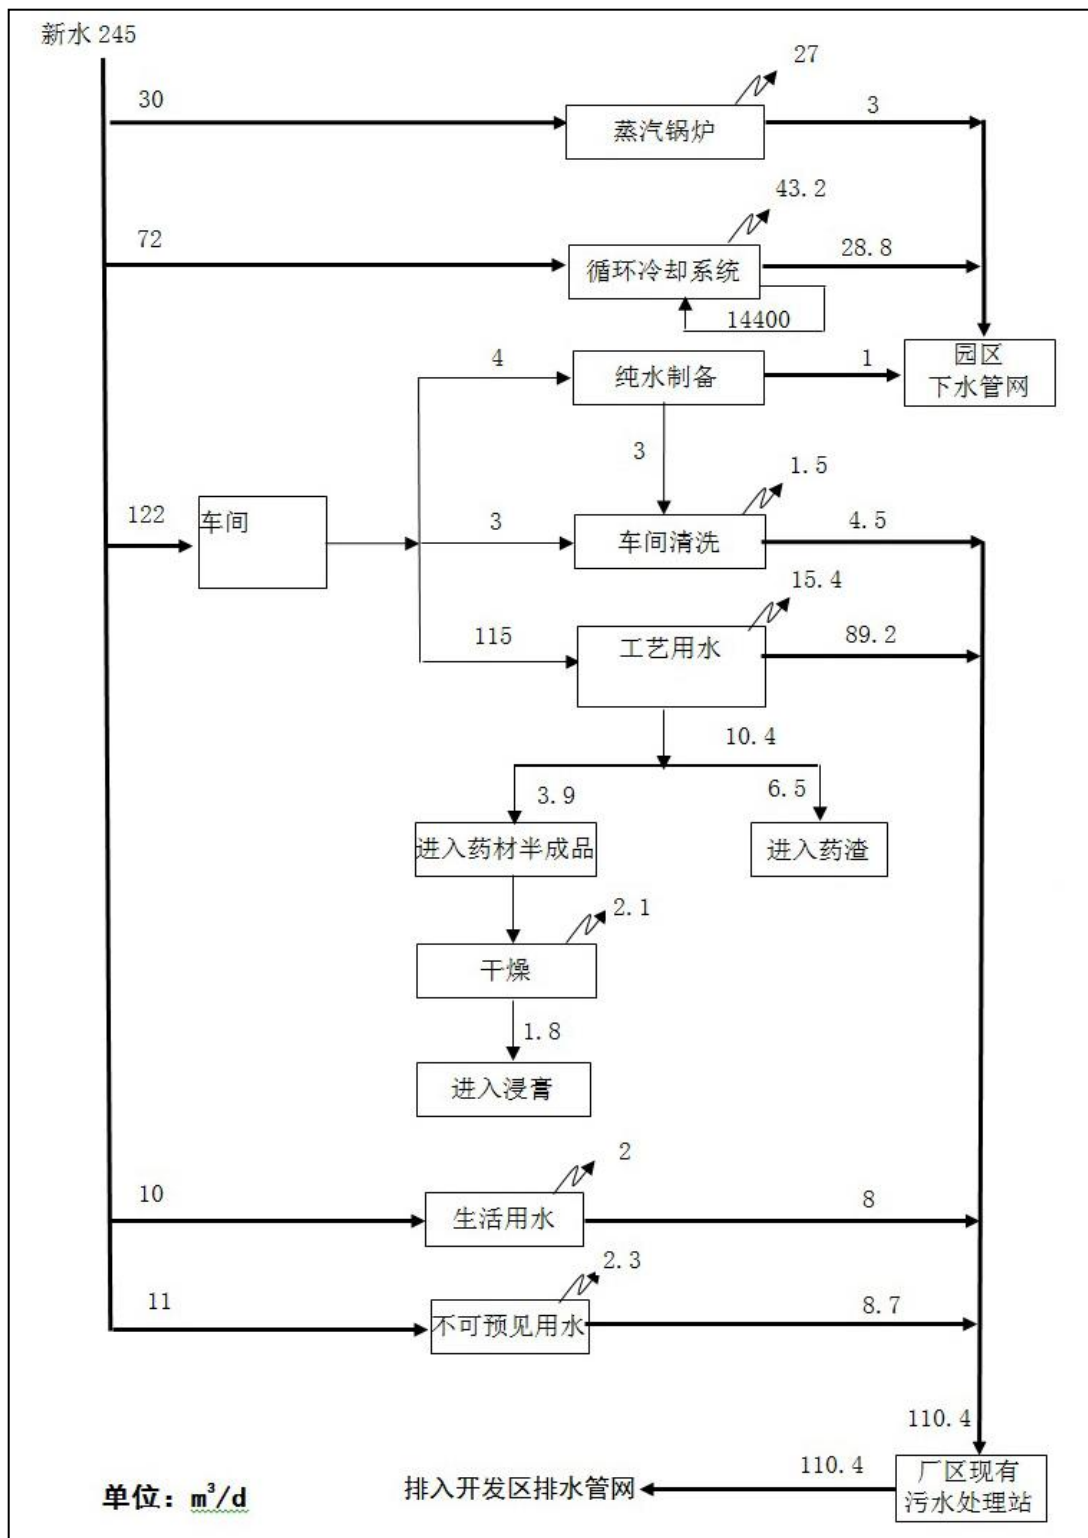 新水 245
27
30
3
蒸汽锅炉
43.2
72
28.8
循环冷却系统
14400
4
纯水制备
1
园区
下水管网
3
1.5
122
车间
3
车间清洗
4.5
15.4
115
工艺用水
89.2
10.4
3.9
6.5
进入药材半成品
进入药渣
2.1
干燥
1.8
进入浸膏
2
10
生活用水
8
2.3
11
不可预见用水
8.7
110.4
110.4
厂区现有
污水处理站
排入开发区排水管网
单位：m³/d